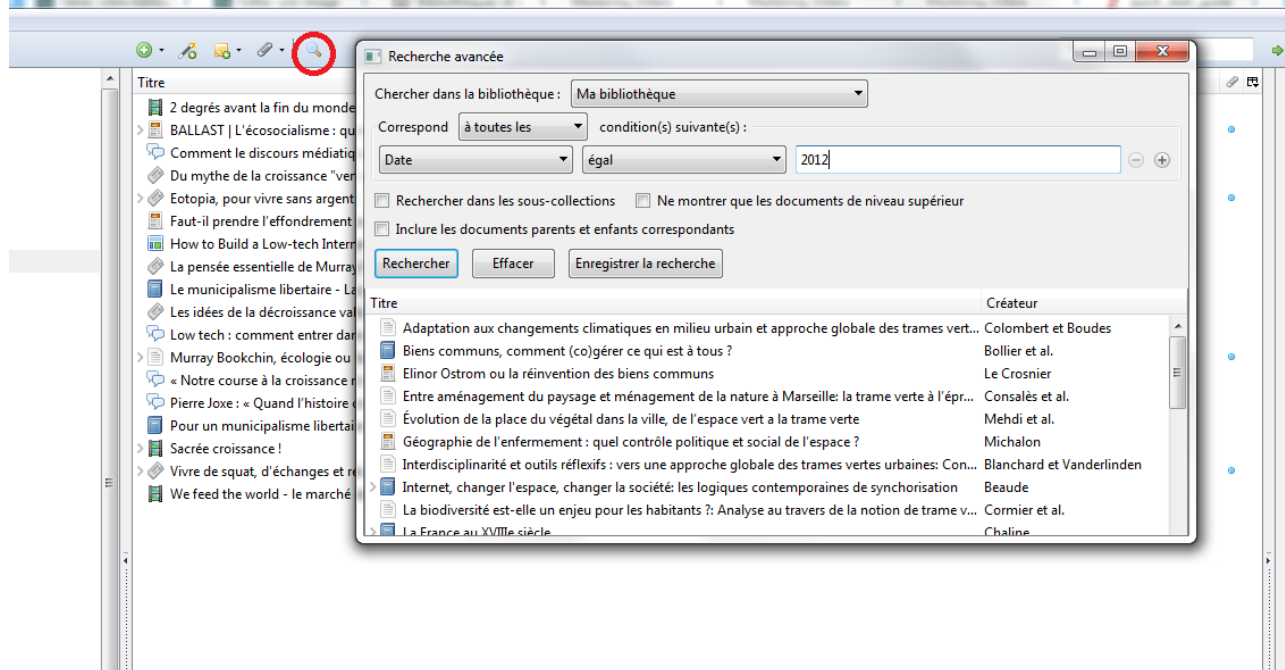 Recherche avancée
Titre
2 degrés avant la fin du monde
BALLAST | L'écosocialisme : qu
Comment le discours médiatiq
Du mythe de la croissance "ver
Eotopia, pour vivre sans argent
Faut-il prendre l'effondrement
How to Build a Low-tech Intern
La pensée essentielle de Murray
Le municipalisme libertaire - La
Les idées de la décroissance val
Low tech : comment entrer dan
Murray Bookchin, écologie ou
« Notre course à la croissance
Pierre Joxe : « Quand l'histoire
Pour un municipalisme libertai
Sacrée croissance !
Vivre de squat, d'échanges et re
We feed the world - le marché
Chercher dans la bibliothèque : Ma bibliothèque
Correspond à toutes les condition(s) suivante(s) :
Date égal 2012
Rechercher dans les sous-collections Ne montrer que les documents de niveau supérieur
Inclure les documents parents et enfants correspondants
Rechercher Effacer Enregistrer la recherche
Titre Créateur
Adaptation aux changements climatiques en milieu urbain et approche globale des trames vert... Colombert et Boudes
Biens communs, comment (co)gérer ce qui est à tous ? Bollier et al.
Elinor Ostrom ou la réinvention des biens communs Le Crosnier
Entre aménagement du paysage et ménagement de la nature à Marseille: la trame verte à l'épr... Consalès et al.
Évolution de la place du végétal dans la ville, de l'espace vert a la trame verte Mehdi et al.
Géographie de l'enfermement : quel contrôle politique et social de l'espace ? Michalon
Interdisciplinarité et outils réflexifs : vers une approche globale des trames vertes urbaines: Con... Blanchard et Vanderlinden
Internet, changer l'espace, changer la société: les logiques contemporaines de synchorisation Beaude
La biodiversité est-elle un enjeu pour les habitants ?: Analyse au travers de la notion de trame v... Cormier et al.
La France au XVIIIe siècle Chaline